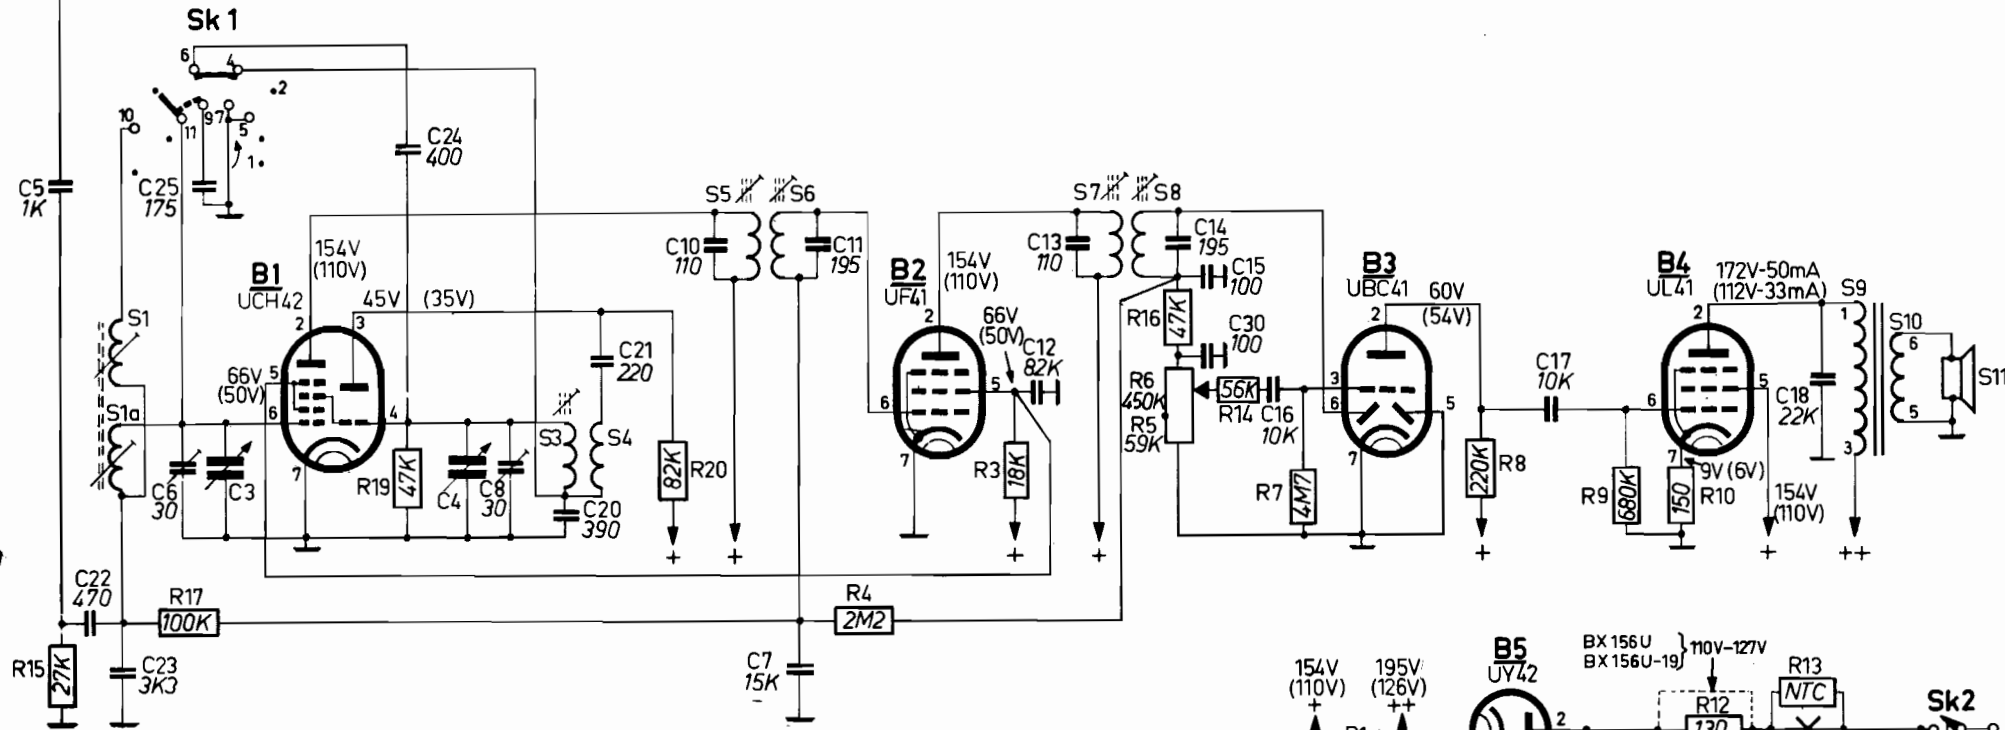 Sk 1
6
4
2
10
11
9
7
5
1
C5
1K
C25
175
C24
400
S1
S1a
B1
UCH42
154V
(110V)
45V (35V)
2
3
66V
(50V)
5
6
4
7
C6
30
C3
R19
47K
C4
C8
30
S3
S4
C21
220
C20
390
R20
82K
+
S5
S6
C10
110
C11
195
+
B2
UF41
154V
(110V)
2
66V
(50V)
C12
82K
5
6
7
R3
18K
+
S7
S8
C13
110
C14
195
C15
100
R16
47K
C30
100
R6
450K
R5
59K
56K
R14
C16
10K
R7
4M7
+
B3
UBC41
60V
(54V)
2
3
6
5
7
R8
220K
+
C17
10K
B4
UL41
172V-50mA
(112V-33mA)
2
5
6
7
9V (6V)
R9
680K
150
R10
154V
(110V)
+
C18
22K
S9
1
3
++
S10
6
5
S11
C22
470
R17
100K
R4
2M2
R15
27K
C23
3K3
C7
15K
154V
(110V)
+
195V
(126V)
++
B5
UY42
2
BX 156U
BX 156U-19
110V-127V
R12
130
R13
NTC
Sk2